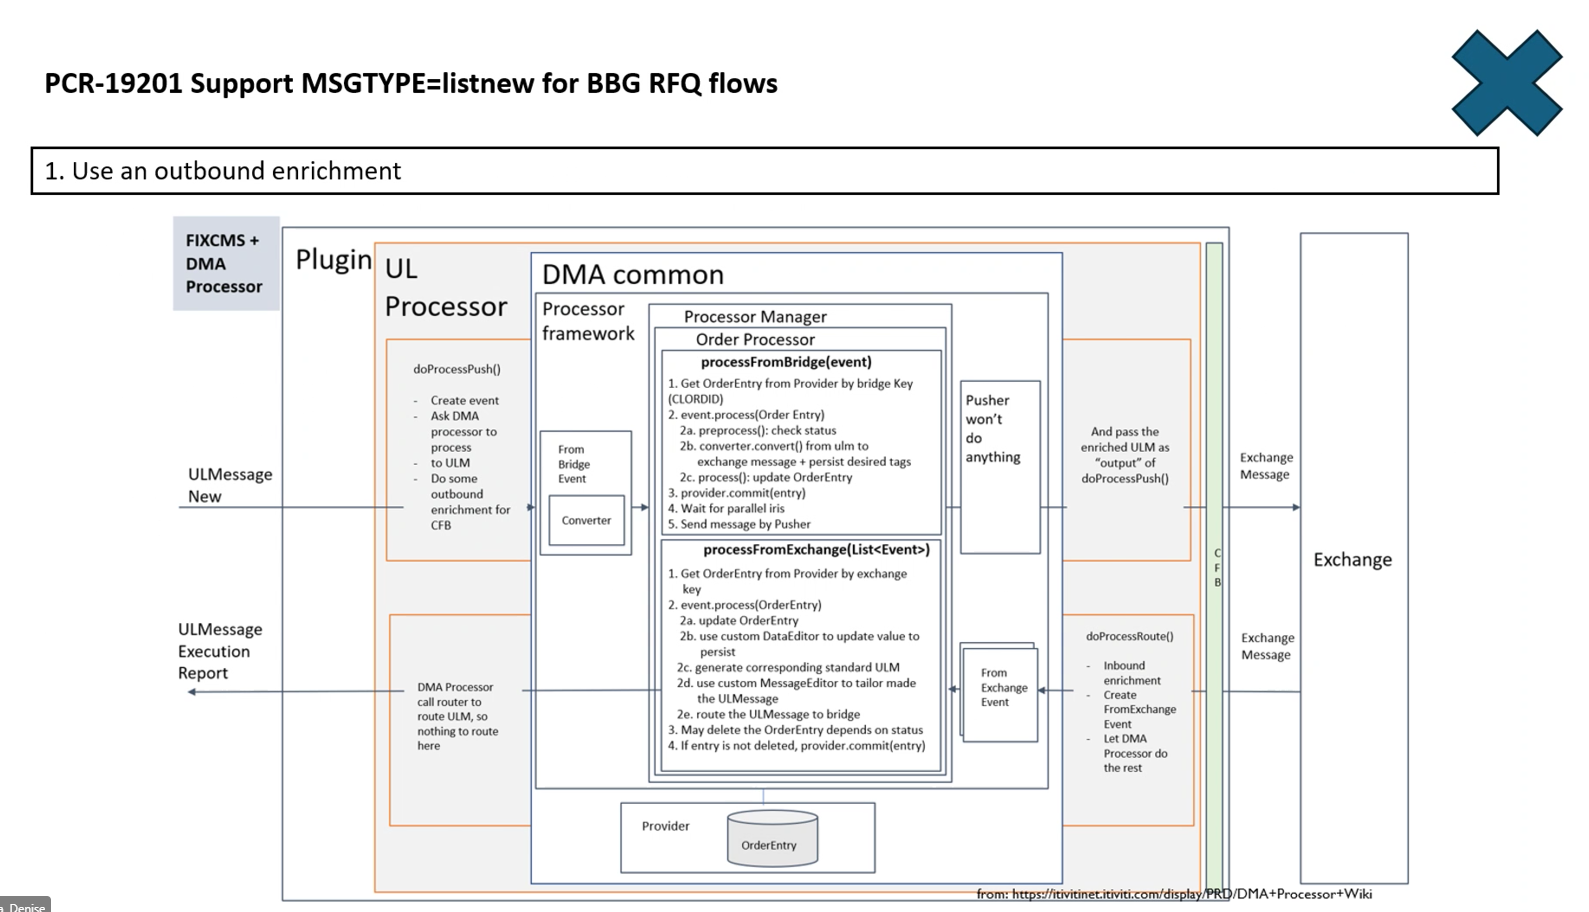 PCR-19201 Support MSGTYPE=listnew for BBG RFQ flows
1. Use an outbound enrichment
FIXCMS +
DMA
Processor
Plugin
UL
Processor
DMA common
Processor
framework
Processor Manager
Order Processor
doProcessPush()
- Create event
- Ask DMA
processor to
process
- to ULM
- Do some
outbound
enrichment for
CFB
ULMessage
New
From
Bridge
Event
Converter
processFromBridge(event)
1. Get OrderEntry from Provider by bridge Key
(CLORDID)
2. event.process(Order Entry)
2a. preprocess(): check status
2b. converter.convert() from ulm to
exchange message + persist desired tags
2c. process(): update OrderEntry
3. provider.commit(entry)
4. Wait for parallel iris
5. Send message by Pusher
Pusher
won't
do
anything
And pass the
enriched ULM as
“output” of
doProcessPush()
Exchange
Message
C
F
B
Exchange
ULMessage
Execution
Report
DMA Processor
call router to
route ULM, so
nothing to route
here
processFromExchange(List<Event>)
1. Get OrderEntry from Provider by exchange
key
2. event.process(OrderEntry)
2a. update OrderEntry
2b. use custom DataEditor to update value to
persist
2c. generate corresponding standard ULM
2d. use custom MessageEditor to tailor made
the ULMessage
2e. route the ULMessage to bridge
3. May delete the OrderEntry depends on status
4. If entry is not deleted, provider.commit(entry)
From
Exchange
Event
doProcessRoute()
- Inbound
enrichment
- Create
FromExchange
Event
- Let DMA
Processor do
the rest
Exchange
Message
Provider
OrderEntry
from: https://itivitinet.itiviti.com/display/PRD/DMA+Processor+Wiki
a, Denise